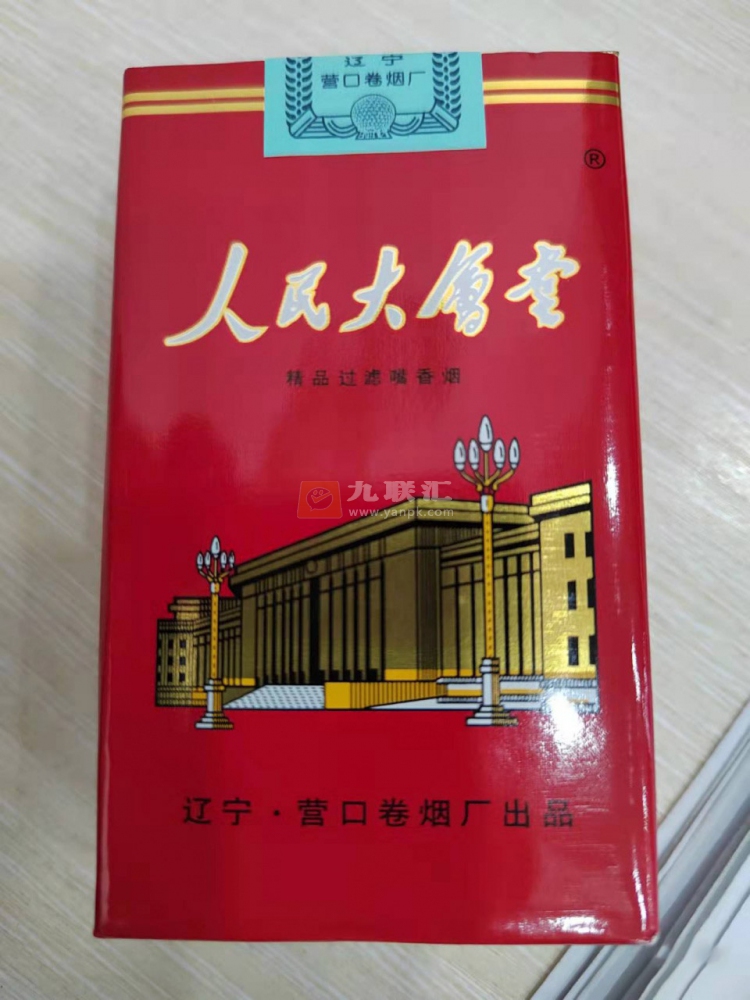 辽宁
营口卷烟厂
®
人民大會堂
精品过滤嘴香烟
九联汇
www.yanpk.com
辽宁·营口卷烟厂出品